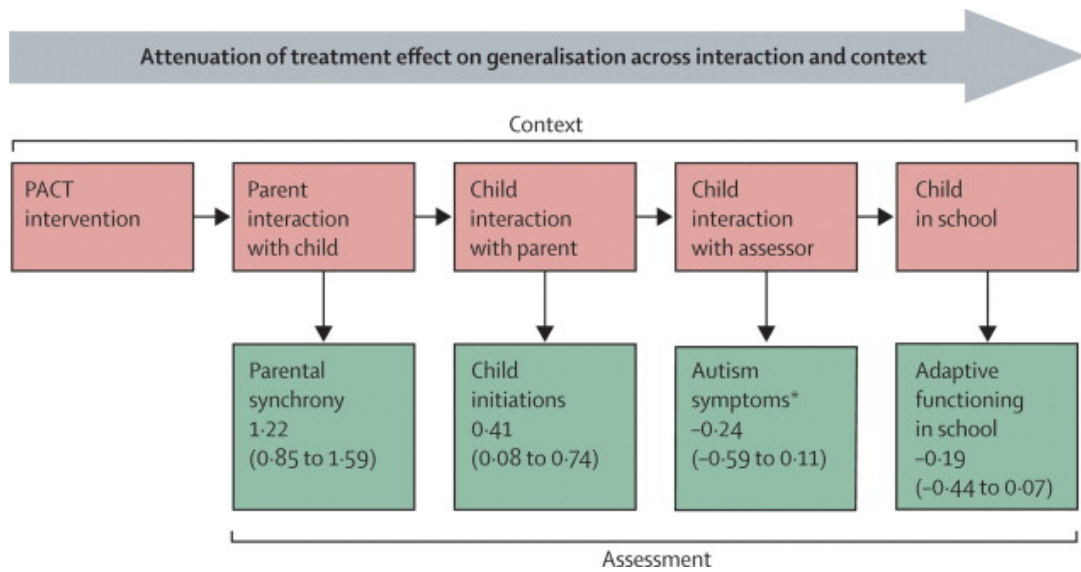 Attenuation of treatment effect on generalisation across interaction and context
Context
PACT
intervention
Parent
interaction
with child
Child
interaction
with parent
Child
interaction
with assessor
Child
in school
Parental
synchrony
1·22
(0·85 to 1·59)
Child
initiations
0·41
(0·08 to 0·74)
Autism
symptoms*
–0·24
(–0·59 to 0·11)
Adaptive
functioning
in school
–0·19
(–0·44 to 0·07)
Assessment